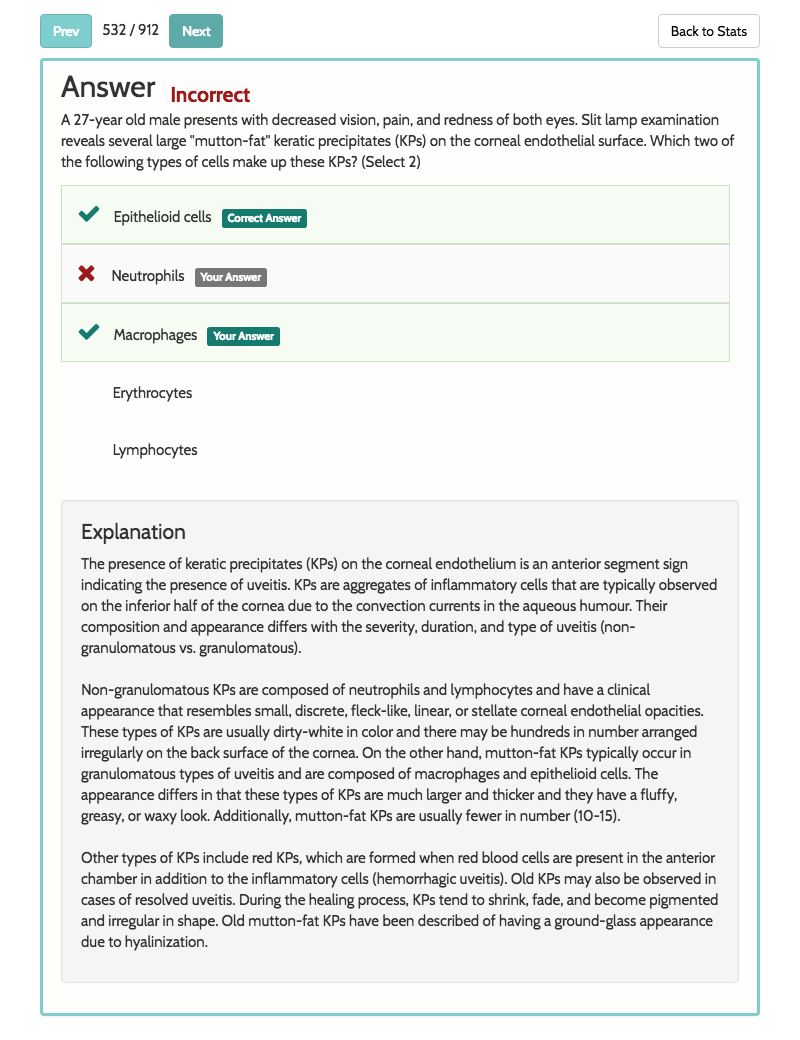 Prev 532 / 912 Next Back to Stats
Answer Incorrect
A 27-year old male presents with decreased vision, pain, and redness of both eyes. Slit lamp examination
reveals several large "mutton-fat" keratic precipitates (KPs) on the corneal endothelial surface. Which two of
the following types of cells make up these KPs? (Select 2)
Epithelioid cells Correct Answer
Neutrophils Your Answer
Macrophages Your Answer
Erythrocytes
Lymphocytes
Explanation
The presence of keratic precipitates (KPs) on the corneal endothelium is an anterior segment sign
indicating the presence of uveitis. KPs are aggregates of inflammatory cells that are typically observed
on the inferior half of the cornea due to the convection currents in the aqueous humour. Their
composition and appearance differs with the severity, duration, and type of uveitis (non-
granulomatous vs. granulomatous).
Non-granulomatous KPs are composed of neutrophils and lymphocytes and have a clinical
appearance that resembles small, discrete, fleck-like, linear, or stellate corneal endothelial opacities.
These types of KPs are usually dirty-white in color and there may be hundreds in number arranged
irregularly on the back surface of the cornea. On the other hand, mutton-fat KPs typically occur in
granulomatous types of uveitis and are composed of macrophages and epithelioid cells. The
appearance differs in that these types of KPs are much larger and thicker and they have a fluffy,
greasy, or waxy look. Additionally, mutton-fat KPs are usually fewer in number (10-15).
Other types of KPs include red KPs, which are formed when red blood cells are present in the anterior
chamber in addition to the inflammatory cells (hemorrhagic uveitis). Old KPs may also be observed in
cases of resolved uveitis. During the healing process, KPs tend to shrink, fade, and become pigmented
and irregular in shape. Old mutton-fat KPs have been described of having a ground-glass appearance
due to hyalinization.